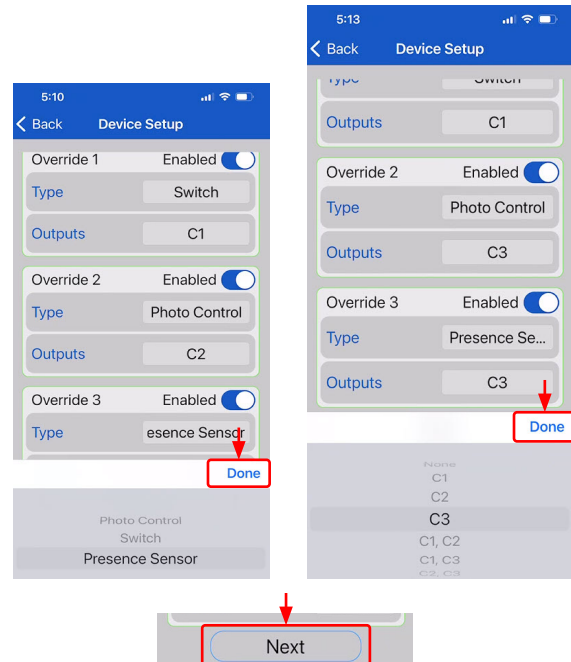 5:10
Back Device Setup
Override 1 Enabled
Type Switch
Outputs C1
Override 2 Enabled
Type Photo Control
Outputs C2
Override 3 Enabled
Type esence Sensor
Done
Photo Control
Switch
Presence Sensor
5:13
Back Device Setup
Type Switch
Outputs C1
Override 2 Enabled
Type Photo Control
Outputs C3
Override 3 Enabled
Type Presence Se...
Outputs C3
Done
None
C1
C2
C3
C1, C2
C1, C3
C2, C3
Next